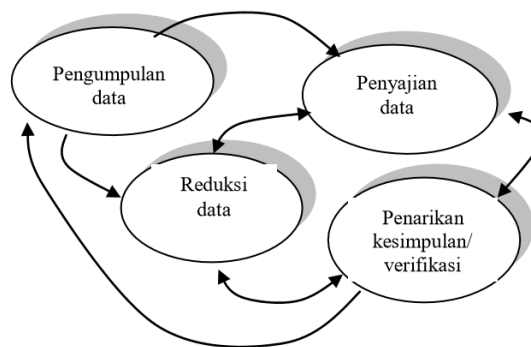 Pengumpulan
data
Penyajian
data
Reduksi
data
Penarikan
kesimpulan/
verifikasi